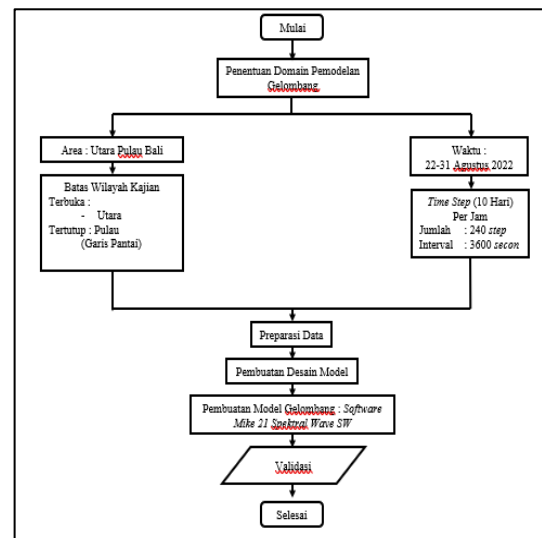 Mulai
Penentuan Domain Pemodelan
Gelombang
Area : Utara Pulau Bali
Batas Wilayah Kajian
Terbuka :
- Utara
Tertutup : Pulau
(Garis Pantai)
Waktu :
22-31 Agustus 2022
Time Step (10 Hari)
Per Jam
Jumlah : 240 step
Interval : 3600 secon
Preparasi Data
Pembuatan Desain Model
Pembuatan Model Gelombang : Software
Mike 21 Spektral Wave SW
Validasi
Selesai